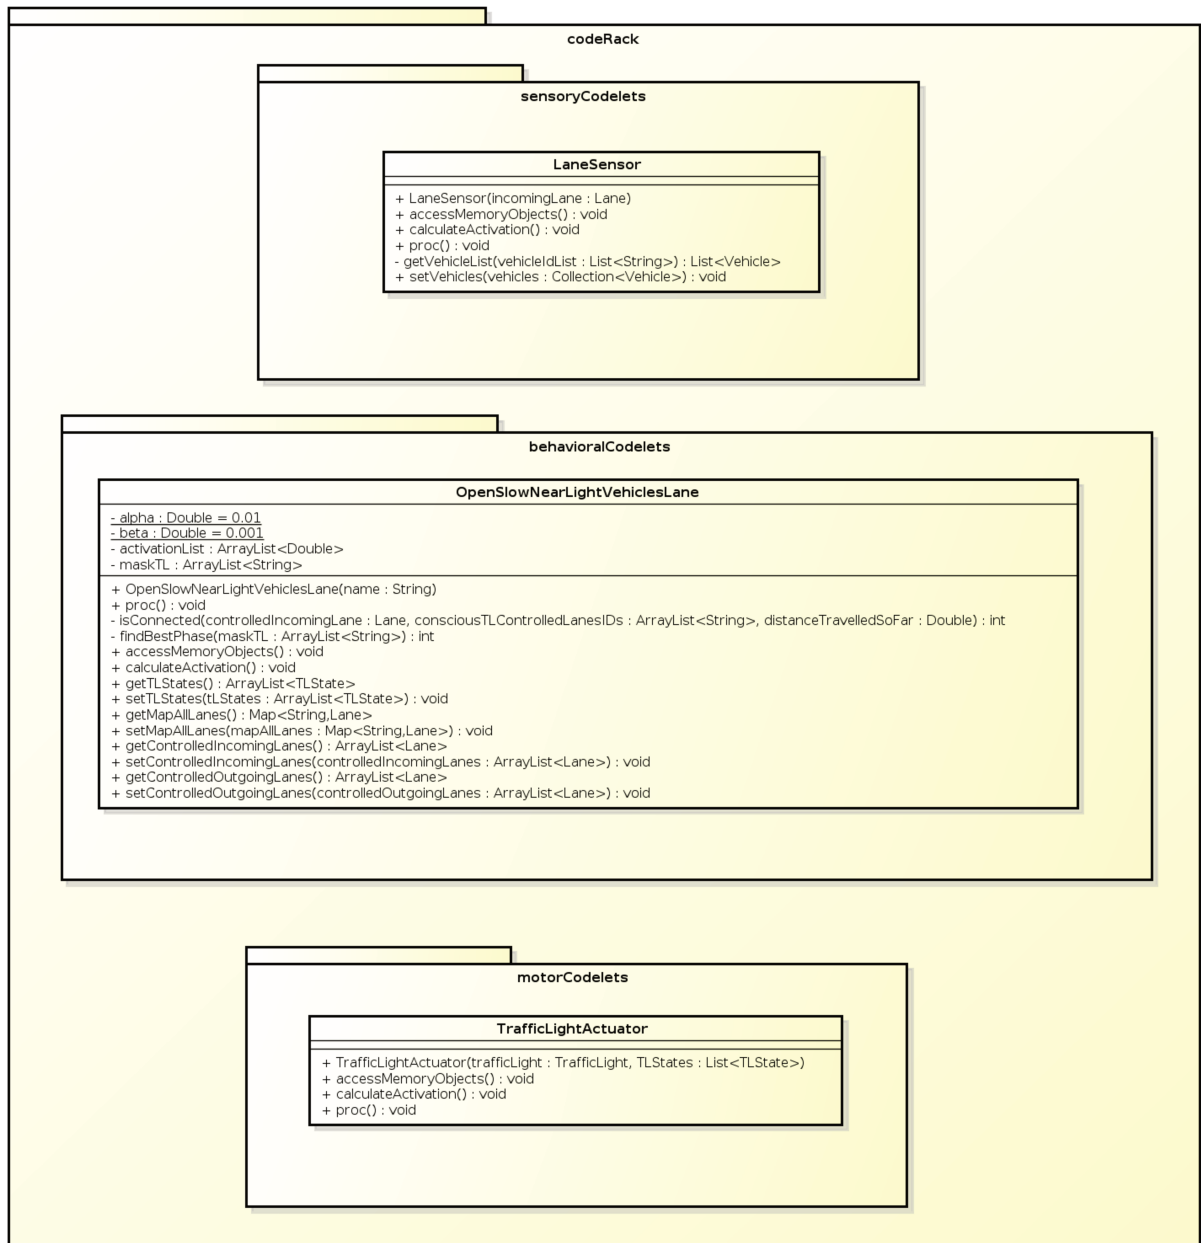 codeRack
sensoryCodelets
LaneSensor
+ LaneSensor(incomingLane : Lane)
+ accessMemoryObjects() : void
+ calculateActivation() : void
+ proc() : void
- getVehicleList(vehicleIdList : List<String>) : List<Vehicle>
+ setVehicles(vehicles : Collection<Vehicle>) : void
behavioralCodelets
OpenSlowNearLightVehiclesLane
- alpha : Double = 0.01
- beta : Double = 0.001
- activationList : ArrayList<Double>
- maskTL : ArrayList<String>
+ OpenSlowNearLightVehiclesLane(name : String)
+ proc() : void
- isConnected(controlledIncomingLane : Lane, consciousTLControlledLanesIDs : ArrayList<String>, distanceTravelledSoFar : Double) : int
- findBestPhase(maskTL : ArrayList<String>) : int
+ accessMemoryObjects() : void
+ calculateActivation() : void
+ getTLStates() : ArrayList<TLState>
+ setTLStates(tLStates : ArrayList<TLState>) : void
+ getMapAllLanes() : Map<String,Lane>
+ setMapAllLanes(mapAllLanes : Map<String,Lane>) : void
+ getControlledIncomingLanes() : ArrayList<Lane>
+ setControlledIncomingLanes(controlledIncomingLanes : ArrayList<Lane>) : void
+ getControlledOutgoingLanes() : ArrayList<Lane>
+ setControlledOutgoingLanes(controlledOutgoingLanes : ArrayList<Lane>) : void
motorCodelets
TrafficLightActuator
+ TrafficLightActuator(trafficLight : TrafficLight, TLStates : List<TLState>)
+ accessMemoryObjects() : void
+ calculateActivation() : void
+ proc() : void